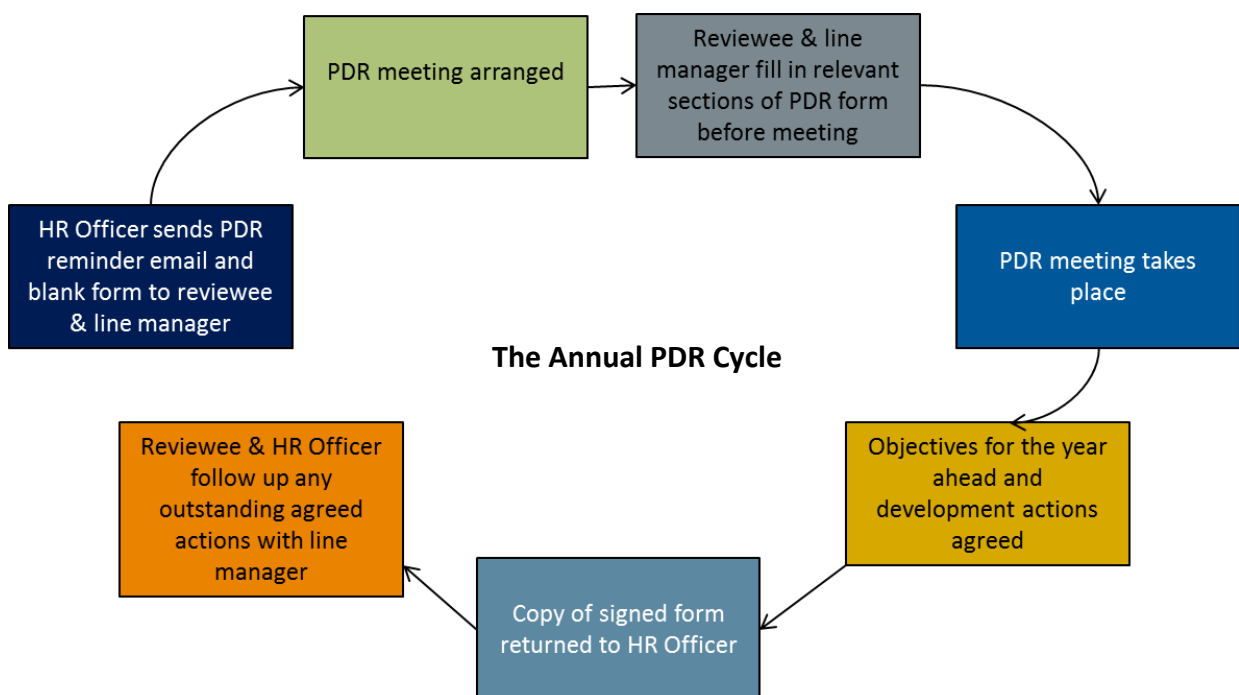 PDR meeting arranged
Reviewee & line
manager fill in relevant
sections of PDR form
before meeting
HR Officer sends PDR
reminder email and
blank form to reviewee
& line manager
PDR meeting takes
place
The Annual PDR Cycle
Reviewee & HR Officer
follow up any
outstanding agreed
actions with line
manager
Objectives for the year
ahead and
development actions
agreed
Copy of signed form
returned to HR Officer